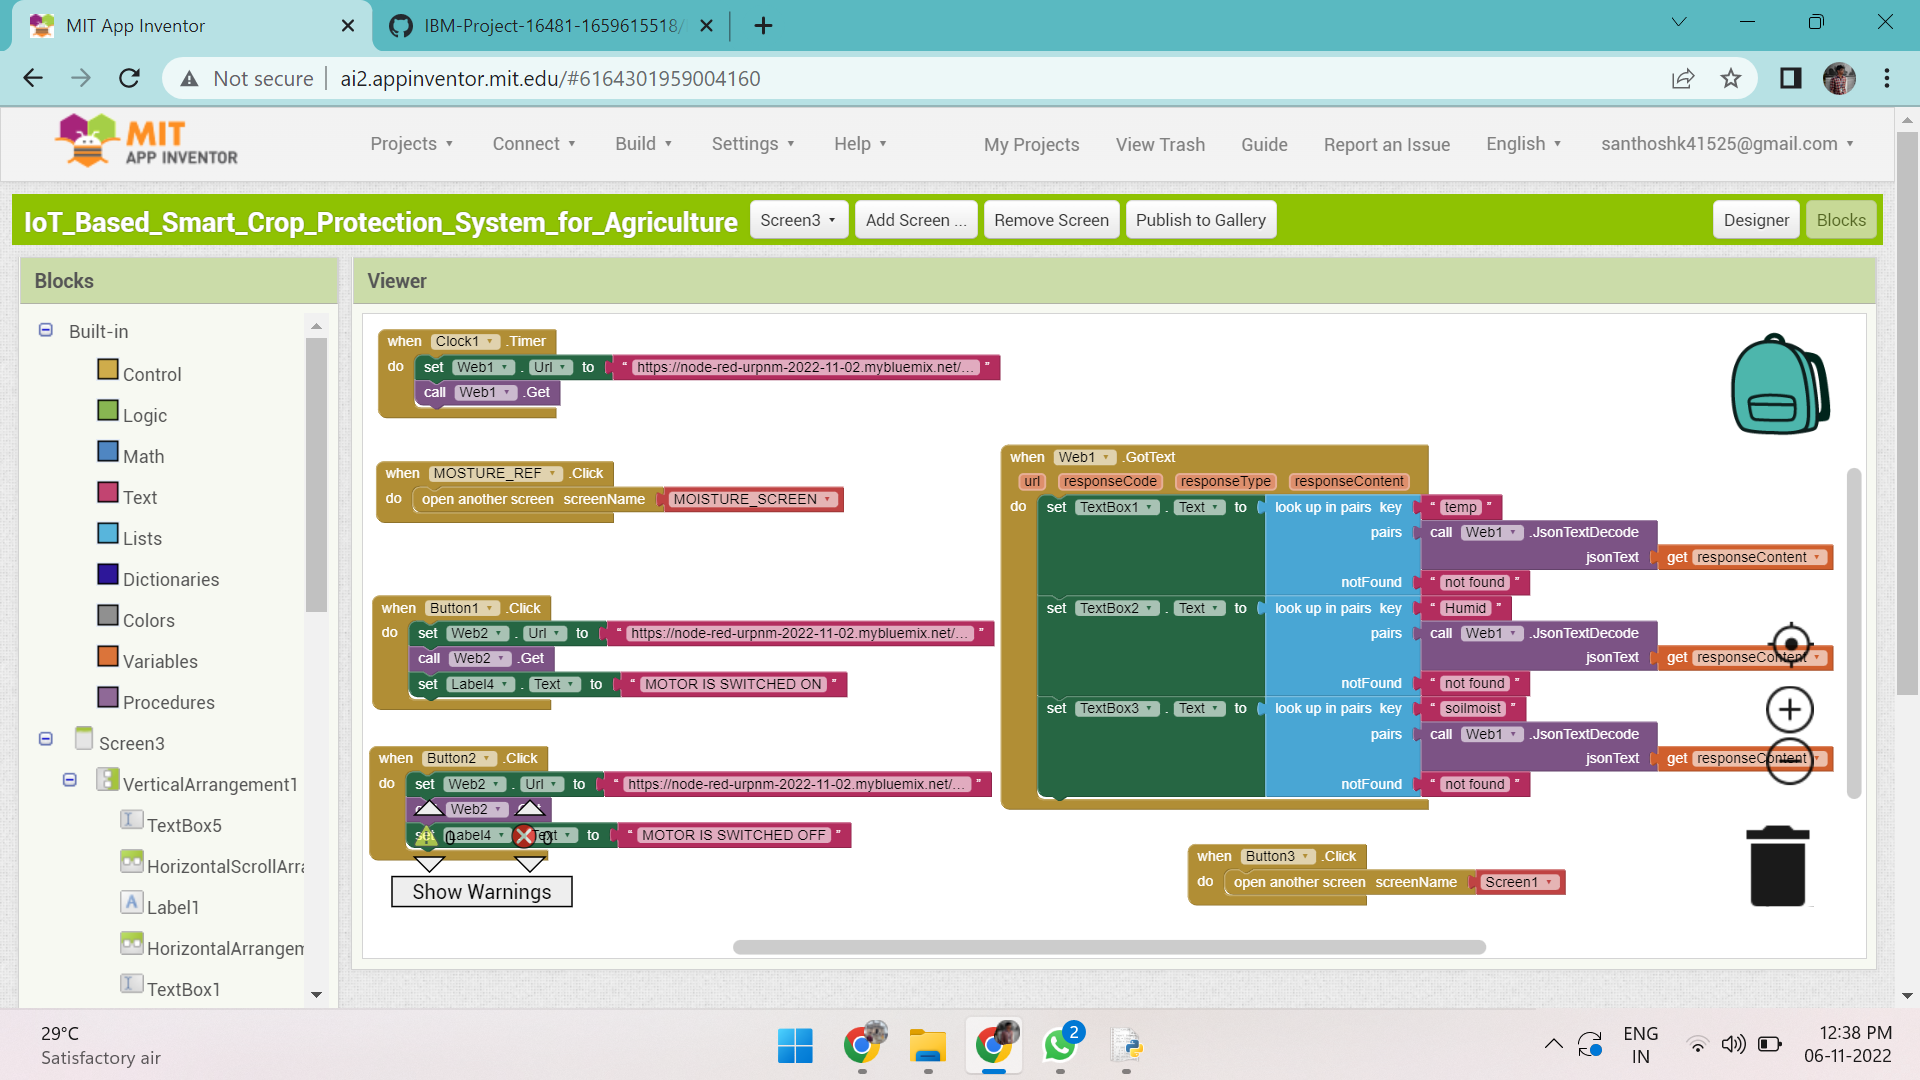 MIT App Inventor
IBM-Project-16481-1659615518/
Not secure
ai2.appinventor.mit.edu/#6164301959004160
MIT
APP INVENTOR
Projects
Connect
Build
Settings
Help
My Projects
View Trash
Guide
Report an Issue
English
santhoshk41525@gmail.com
IoT_Based_Smart_Crop_Protection_System_for_Agriculture
Screen3
Add Screen ...
Remove Screen
Publish to Gallery
Designer
Blocks
Blocks
Built-in
Control
Logic
Math
Text
Lists
Dictionaries
Colors
Variables
Procedures
Screen3
VerticalArrangement1
TextBox5
HorizontalScrollArra
Label1
HorizontalArrangem
TextBox1
Viewer
when Clock1 .Timer
do set Web1 . Url to " https://node-red-urpnm-2022-11-02.mybluemix.net/... "
call Web1 .Get
when MOSTURE_REF .Click
do open another screen screenName MOISTURE_SCREEN
when Button1 .Click
do set Web2 . Url to " https://node-red-urpnm-2022-11-02.mybluemix.net/... "
call Web2 .Get
set Label4 . Text to " MOTOR IS SWITCHED ON "
when Button2 .Click
do set Web2 . Url to " https://node-red-urpnm-2022-11-02.mybluemix.net/... "
Web2
set Label4 Text to " MOTOR IS SWITCHED OFF "
0 0
Show Warnings
when Web1 .GotText
url responseCode responseType responseContent
do set TextBox1 . Text to look up in pairs key " temp "
pairs call Web1 .JsonTextDecode
jsonText get responseContent
notFound " not found "
set TextBox2 . Text to look up in pairs key " Humid "
pairs call Web1 .JsonTextDecode
jsonText get responseContent
notFound " not found "
set TextBox3 . Text to look up in pairs key " soilmoist "
pairs call Web1 .JsonTextDecode
jsonText get responseContent
notFound " not found "
when Button3 .Click
do open another screen screenName Screen1
29°C
Satisfactory air
2
ENG
IN
12:38 PM
06-11-2022